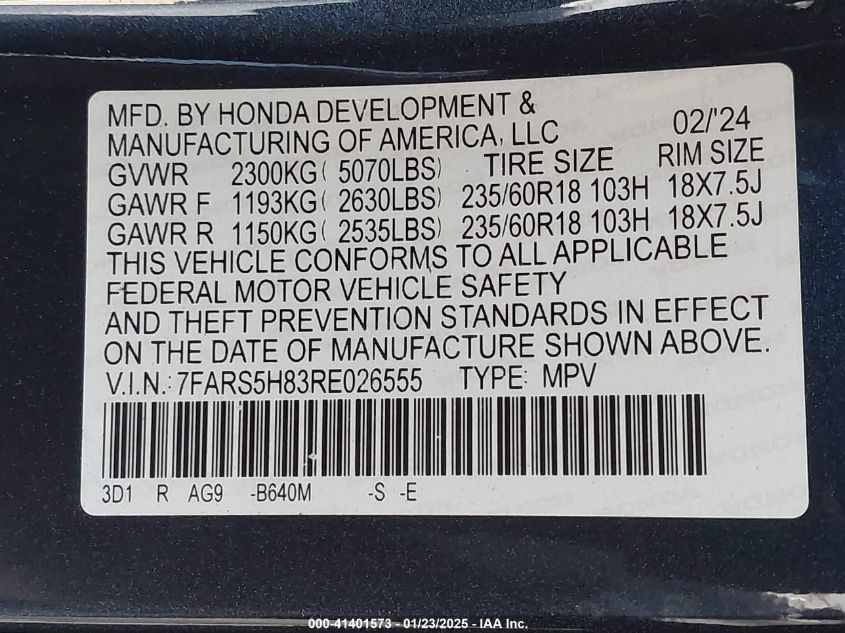 MFD. BY HONDA DEVELOPMENT &
MANUFACTURING OF AMERICA, LLC 02/'24
GVWR 2300KG( 5070LBS) TIRE SIZE RIM SIZE
GAWR F 1193KG( 2630LBS) 235/60R18 103H 18X7.5J
GAWR R 1150KG( 2535LBS) 235/60R18 103H 18X7.5J
THIS VEHICLE CONFORMS TO ALL APPLICABLE
FEDERAL MOTOR VEHICLE SAFETY
AND THEFT PREVENTION STANDARDS IN EFFECT
ON THE DATE OF MANUFACTURE SHOWN ABOVE.
V.I.N.: 7FARS5H83RE026555 TYPE: MPV
3D1 R AG9 -B640M -S -E
000-41401573 - 01/23/2025 - IAA Inc.